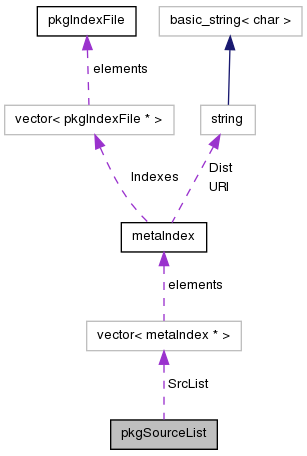 pkgIndexFile
basic_string< char >
elements
vector< pkgIndexFile * >
string
Indexes
Dist
URI
metaIndex
elements
vector< metaIndex * >
SrcList
pkgSourceList